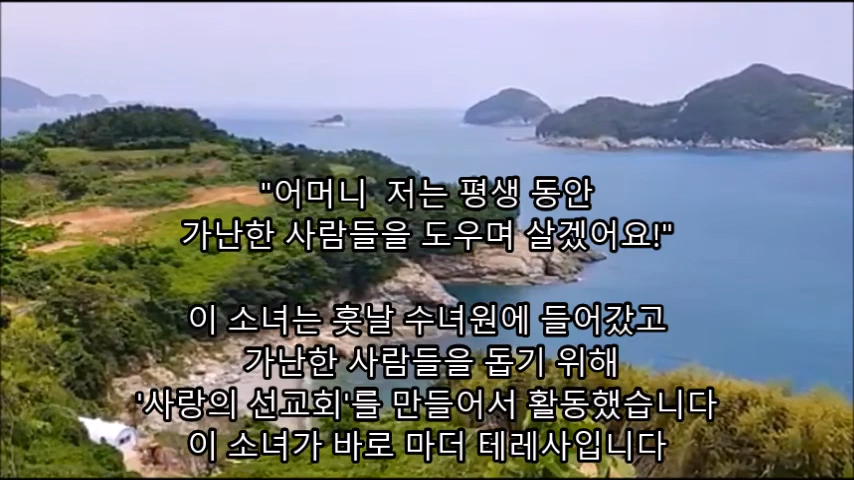 "어머니  저는 평생 동안
가난한 사람들을 도우며 살겠어요!"
이 소녀는 훗날 수녀원에 들어갔고
가난한 사람들을 돕기 위해
'사랑의 선교회'를 만들어서 활동했습니다
이 소녀가 바로 마더 테레사입니다